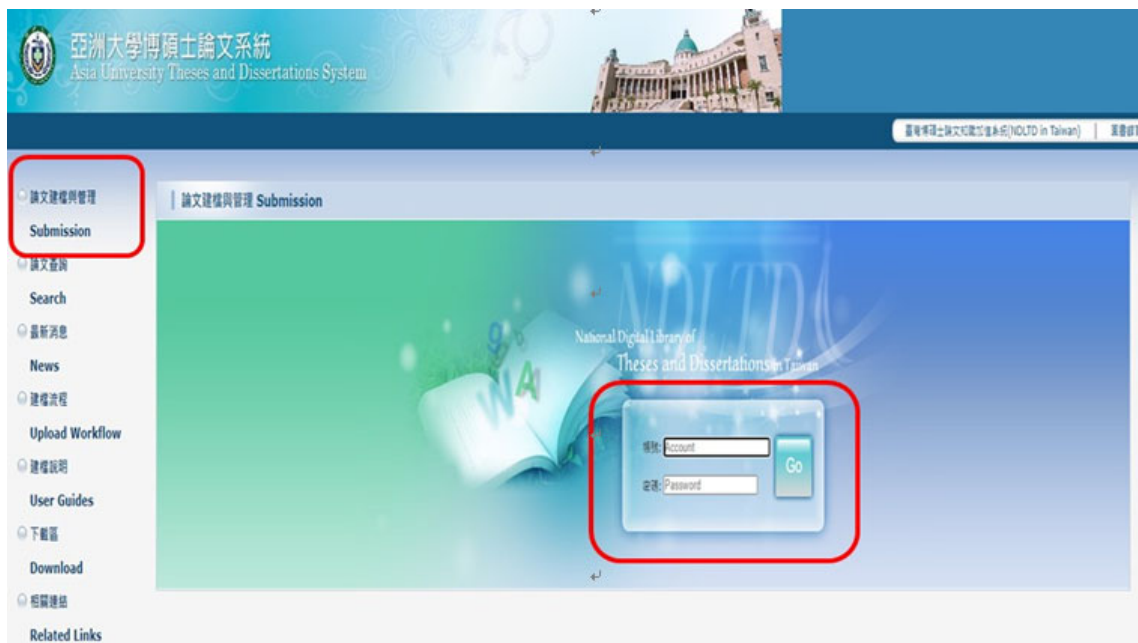 亞洲大學博碩士論文系統
Asia University Theses and Dissertations System
臺灣博碩士論文知識加值系統(NDLTD in Taiwan)
論文建檔與管理
Submission
論文查詢
Search
最新消息
News
建檔流程
Upload Workflow
建檔說明
User Guides
下載區
Download
相關連結
Related Links
論文建檔與管理 Submission
NDLTD
National Digital Library of
Theses and Dissertations in Taiwan
帳號: Account
密碼: Password
Go